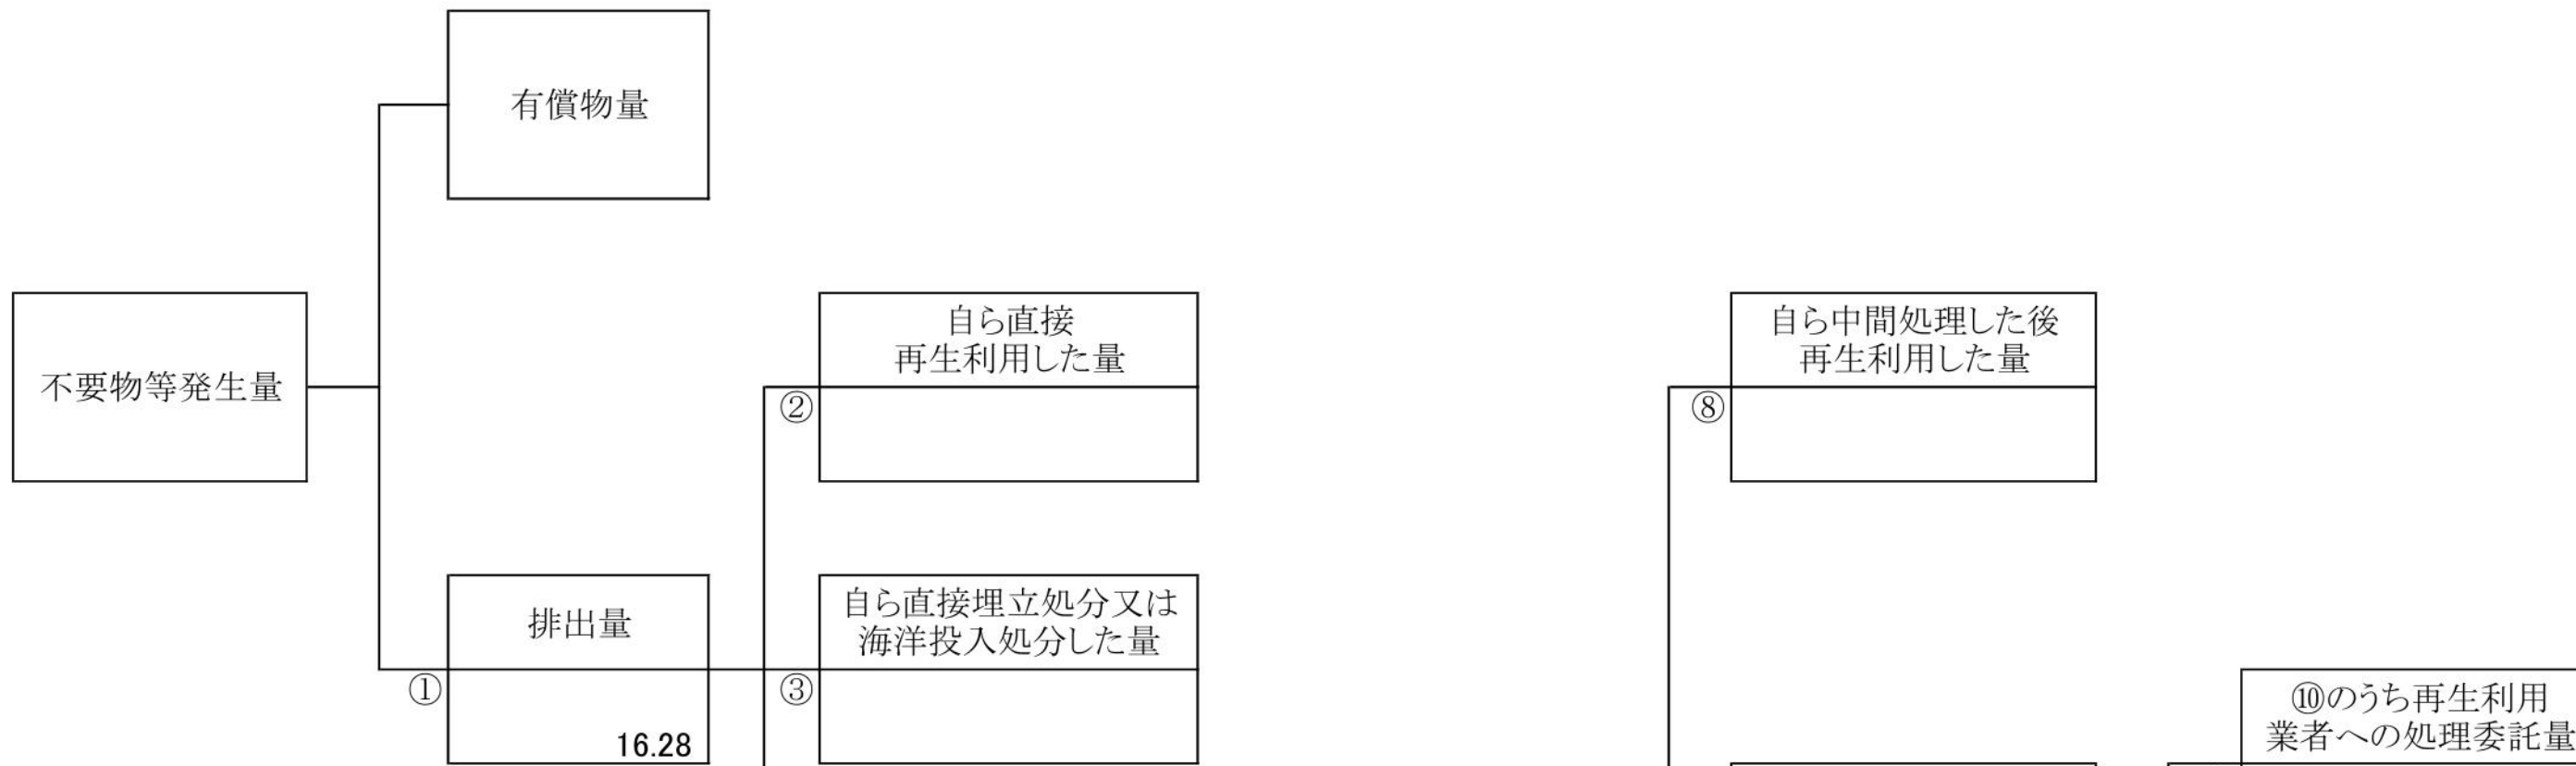 有償物量
不要物等発生量
自ら直接
再生利用した量
②
自ら中間処理した後
再生利用した量
⑧
排出量
①
16.28
自ら直接埋立処分又は
海洋投入処分した量
③
⑩のうち再生利用
業者への処理委託量